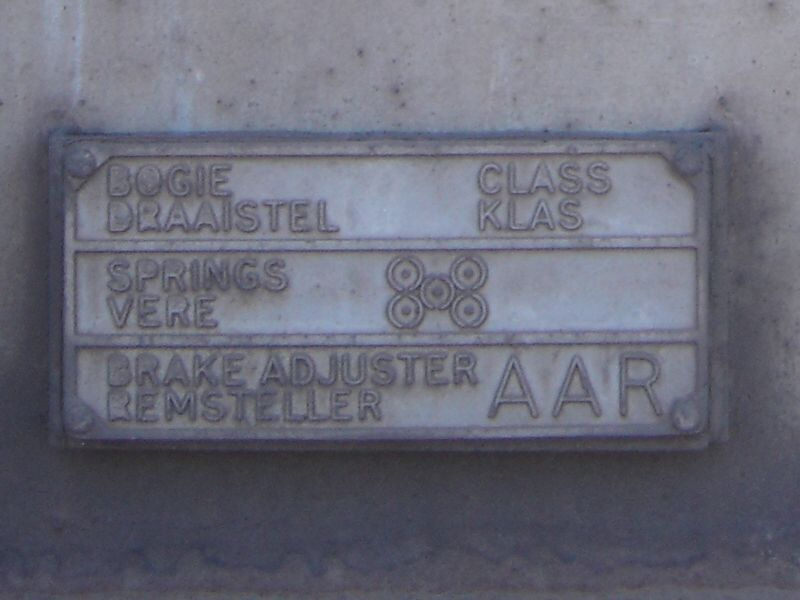 BOGIE CLASS
DRAAISTEL KLAS
SPRINGS
VERE
BRAKE ADJUSTER AAR
REMSTELLER